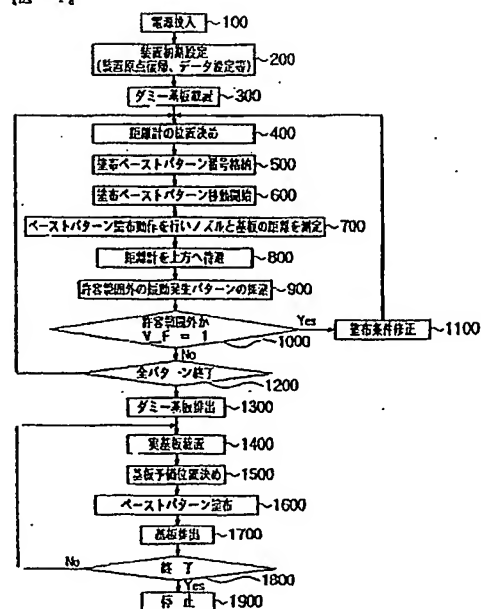 電源投入 100
装置初期設定
(装置原点復帰、データ設定等) 200
ダミー基板載置 300
距離計の位置決め 400
塗布ペーストパターン番号格納 500
塗布ペーストパターン移動開始 600
ペーストパターン塗布動作を行いノズルと基板の距離を測定 700
距離計を上方へ待避 800
許容範囲外の振動発生パターンの 900
許容範囲外か
V_F = 1
1000
Yes
塗布条件修正 1100
No
全パターン終了
1200
ダミー基板排出 1300
実基板載置 1400
基板予備位置決め 1500
ペーストパターン塗布 1600
基板排出 1700
No
終了
1800
Yes
停止 1900